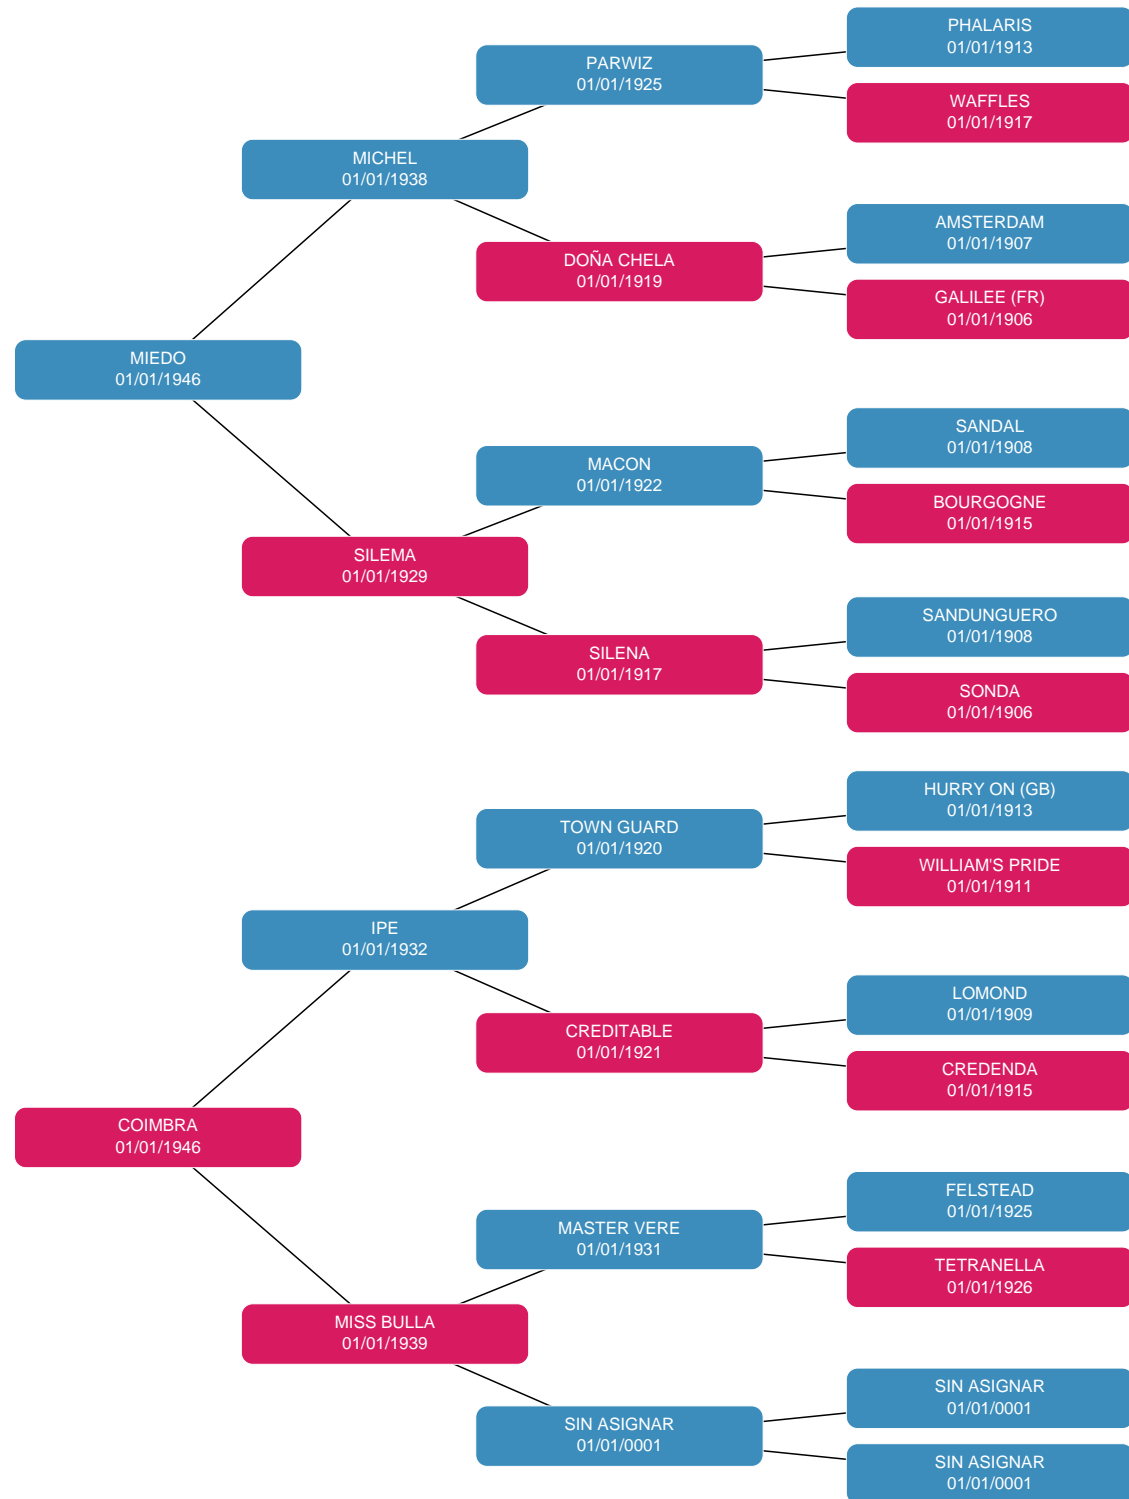 PHALARIS
01/01/1913
PARWIZ
01/01/1925
WAFFLES
01/01/1917
MICHEL
01/01/1938
AMSTERDAM
01/01/1907
DOÑA CHELA
01/01/1919
GALILEE (FR)
01/01/1906
MIEDO
01/01/1946
SANDAL
01/01/1908
MACON
01/01/1922
BOURGOGNE
01/01/1915
SILEMA
01/01/1929
SANDUNGUERO
01/01/1908
SILENA
01/01/1917
SONDA
01/01/1906
HURRY ON (GB)
01/01/1913
TOWN GUARD
01/01/1920
WILLIAM'S PRIDE
01/01/1911
IPE
01/01/1932
LOMOND
01/01/1909
CREDITABLE
01/01/1921
CREDENDA
01/01/1915
COIMBRA
01/01/1946
FELSTEAD
01/01/1925
MASTER VERE
01/01/1931
TETRANELLA
01/01/1926
MISS BULLA
01/01/1939
SIN ASIGNAR
01/01/0001
SIN ASIGNAR
01/01/0001
SIN ASIGNAR
01/01/0001